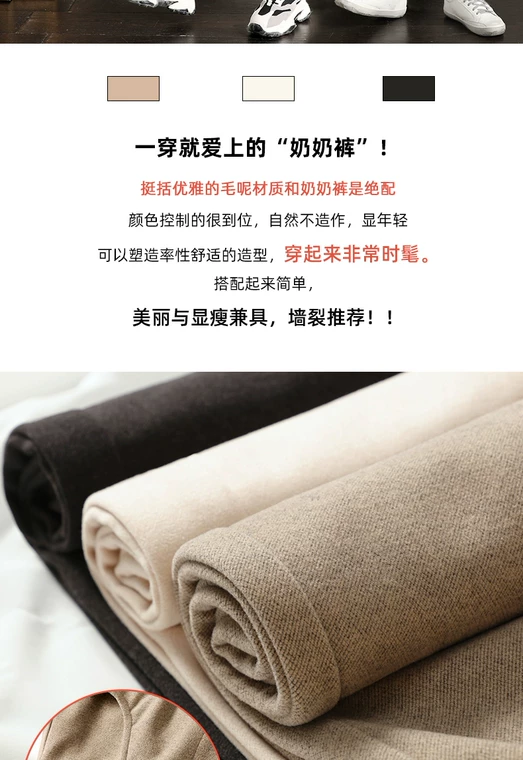 一穿就爱上的“奶奶裤”！
挺括优雅的毛呢材质和奶奶裤是绝配
颜色控制的很到位，自然不造作，显年轻
可以塑造率性舒适的造型，穿起来非常时髦。
搭配起来简单，
美丽与显瘦兼具，墙裂推荐！！